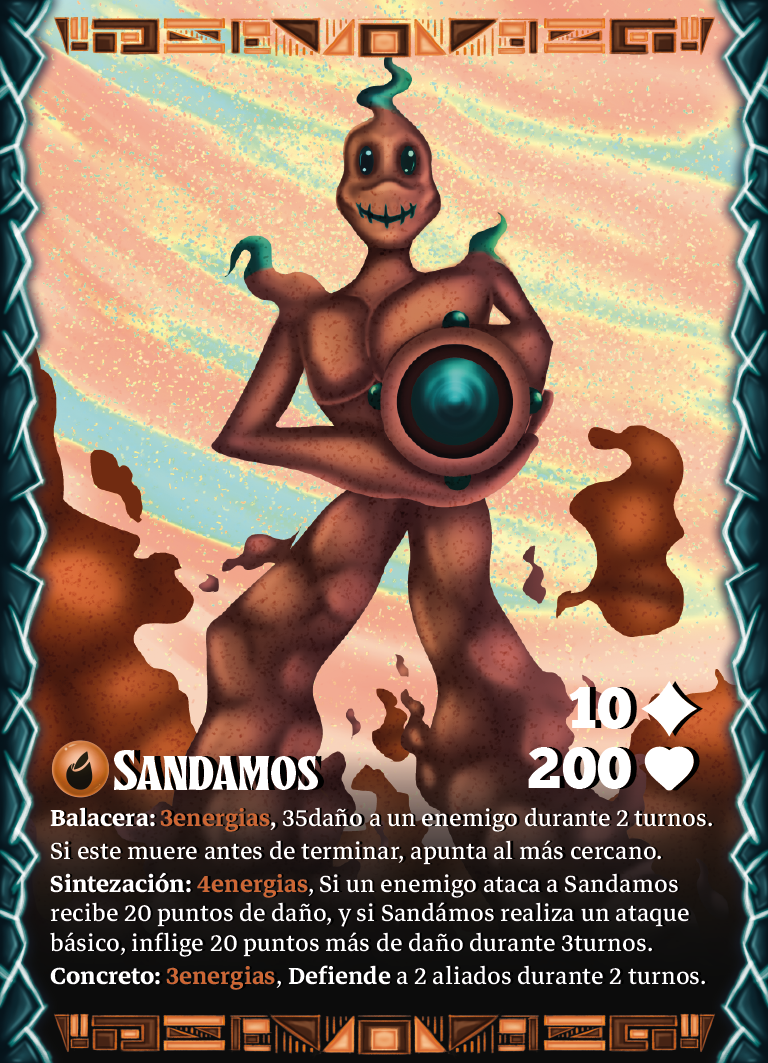 10
SANDAMOS
200
Balacera: 3energias, 35daño a un enemigo durante 2 turnos.
Si este muere antes de terminar, apunta al más cercano.
Sintezación: 4energias, Si un enemigo ataca a Sandamos
recibe 20 puntos de daño, y si Sandámos realiza un ataque
básico, inflige 20 puntos más de daño durante 3turnos.
Concreto: 3energias, Defiende a 2 aliados durante 2 turnos.